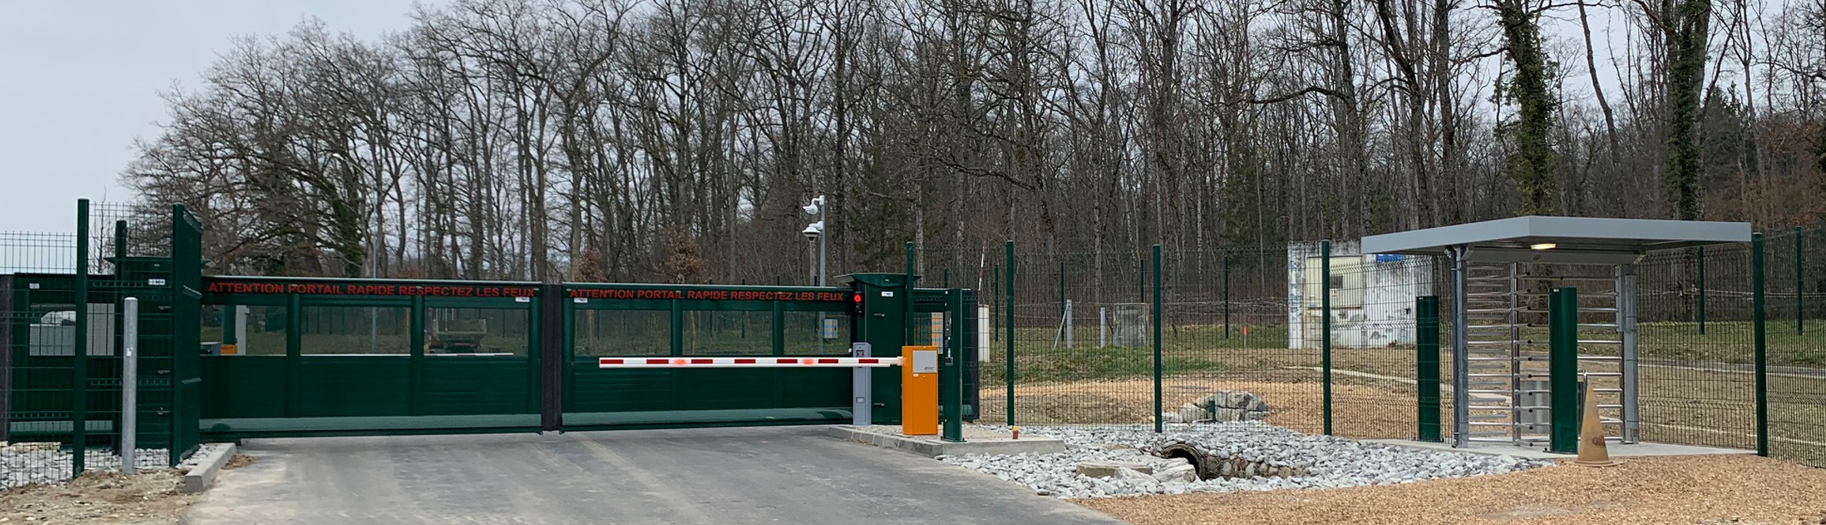 ATTENTION PORTAIL RAPIDE RESPECTEZ LES FEUX
ATTENTION PORTAIL RAPIDE RESPECTEZ LES FEUX